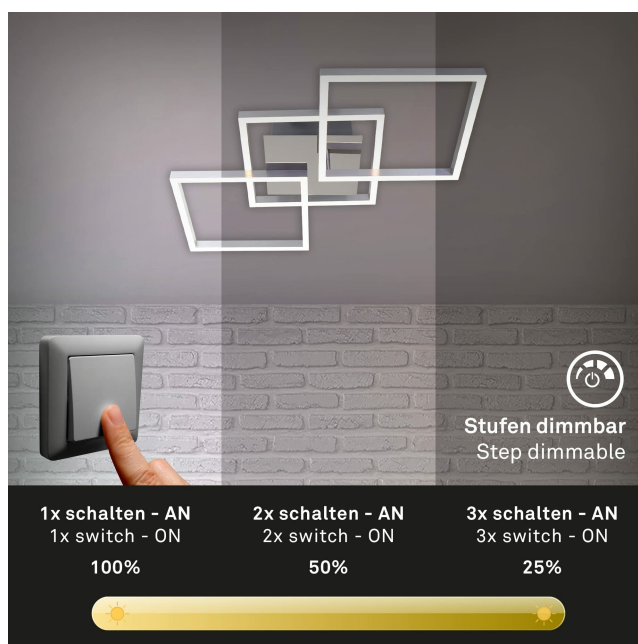 Stufen dimmbar
Step dimmable
1x schalten - AN
1x switch - ON
100%
2x schalten - AN
2x switch - ON
50%
3x schalten - AN
3x switch - ON
25%